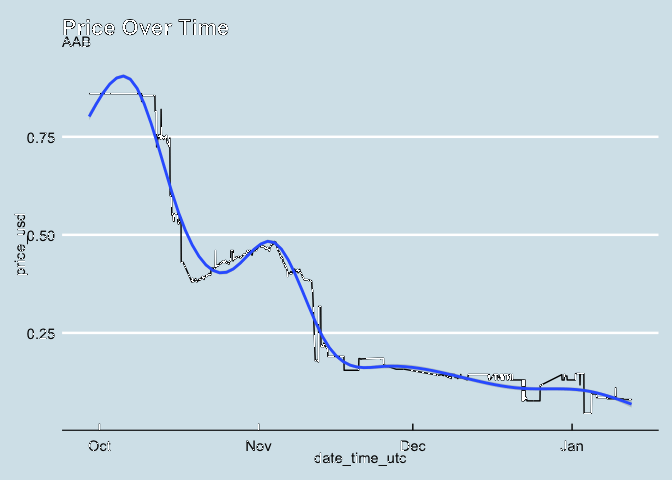 Price Over Time
AAB
0.75
0.50
0.25
price_usd
Oct Nov Dec Jan
date_time_utc